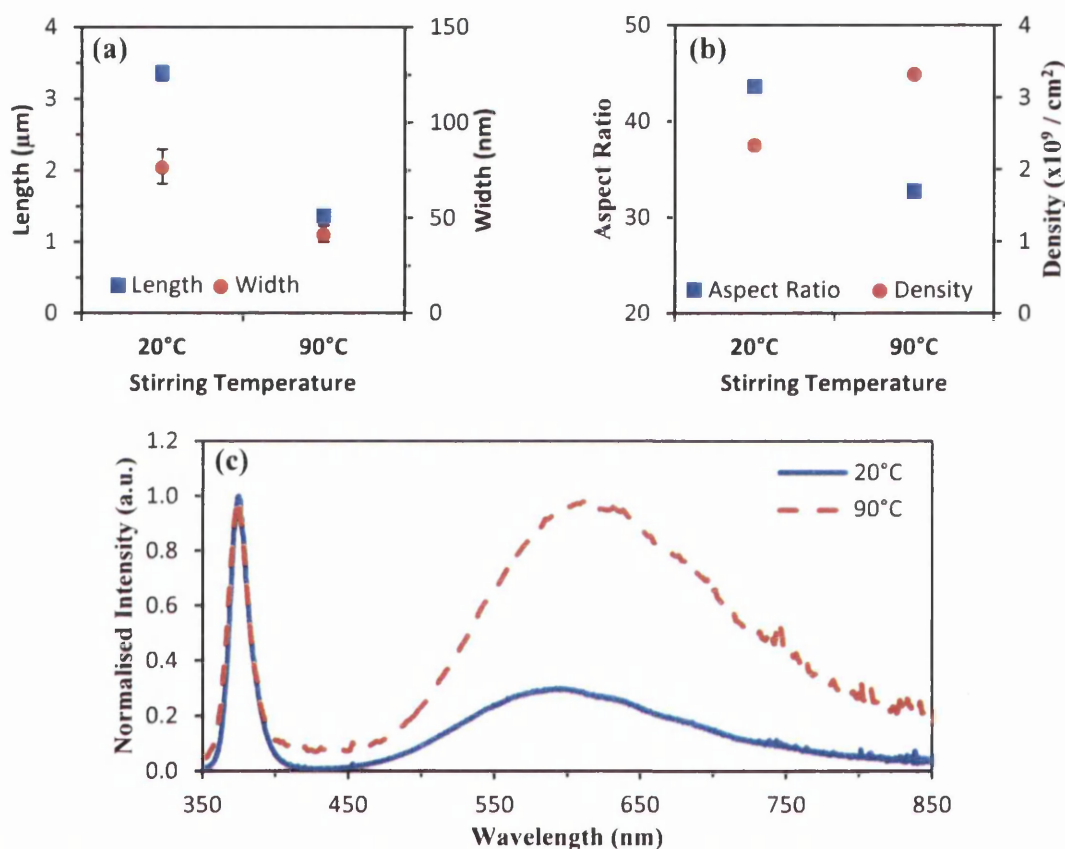 (a)
4
3
2
1
0
Length (µm)
150
100
50
0
Width (nm)
Length
Width
20°C
90°C
Stirring Temperature
(b)
50
40
30
20
Aspect Ratio
4
3
2
1
0
Density (x10⁹ / cm²)
Aspect Ratio
Density
20°C
90°C
Stirring Temperature
(c)
1.2
1.0
0.8
0.6
0.4
0.2
0.0
Normalised Intensity (a.u.)
20°C
90°C
350
450
550
650
750
850
Wavelength (nm)